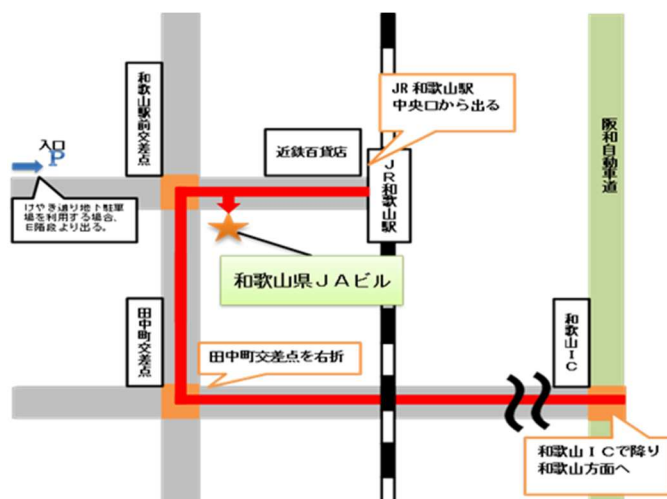 和歌山駅前交差点
JR 和歌山駅
中央口から出る
阪和自動車道
入口
P
近鉄百貨店
JR和歌山駅
けやき通り地下駐車
場を利用する場合、
E階段より出る。
和歌山県JAビル
田中町交差点
和歌山IC
田中町交差点を右折
和歌山ICで降り
和歌山方面へ